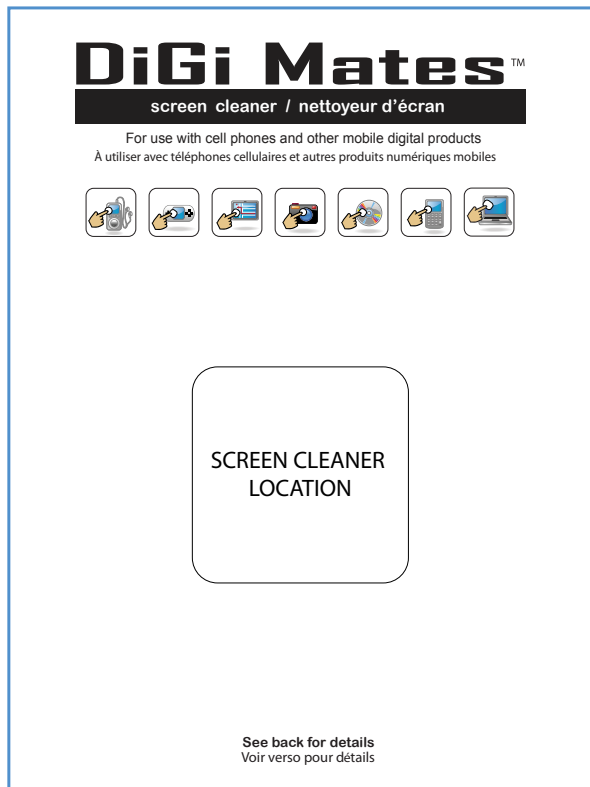 DiGi Mates™
screen cleaner / nettoyeur d'écran
For use with cell phones and other mobile digital products
À utiliser avec téléphones cellulaires et autres produits numériques mobiles
SCREEN CLEANER
LOCATION
See back for details
Voir verso pour détails